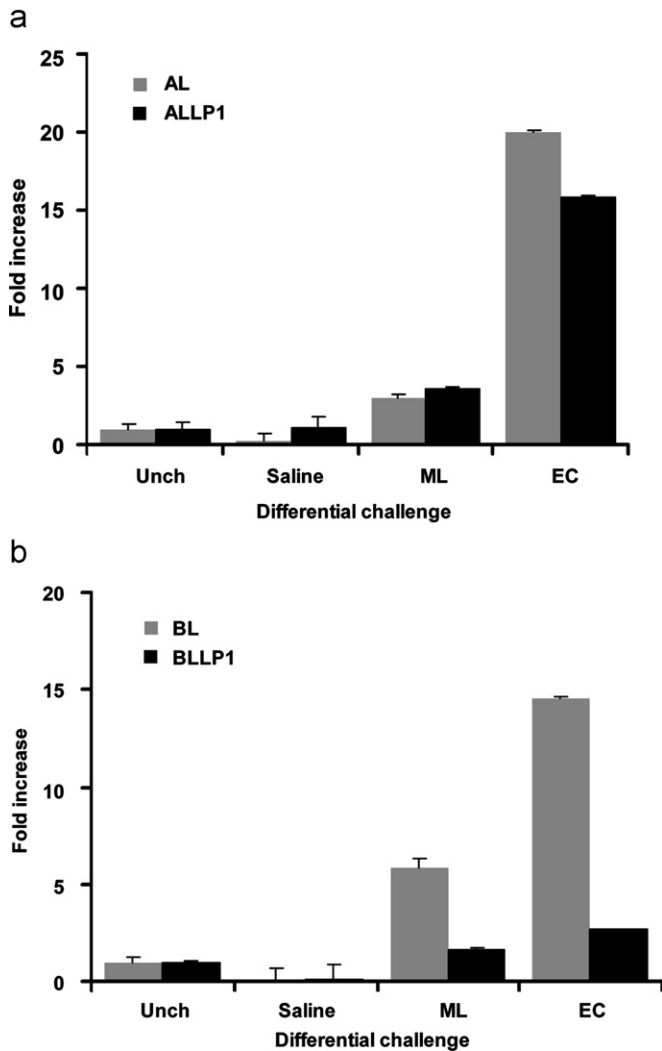 a
25
20
15
10
5
0
Fold increase
AL
ALLP1
Unch Saline ML EC
Differential challenge
b
20
15
10
5
0
Fold increase
BL
BLLP1
Unch Saline ML EC
Differential challenge